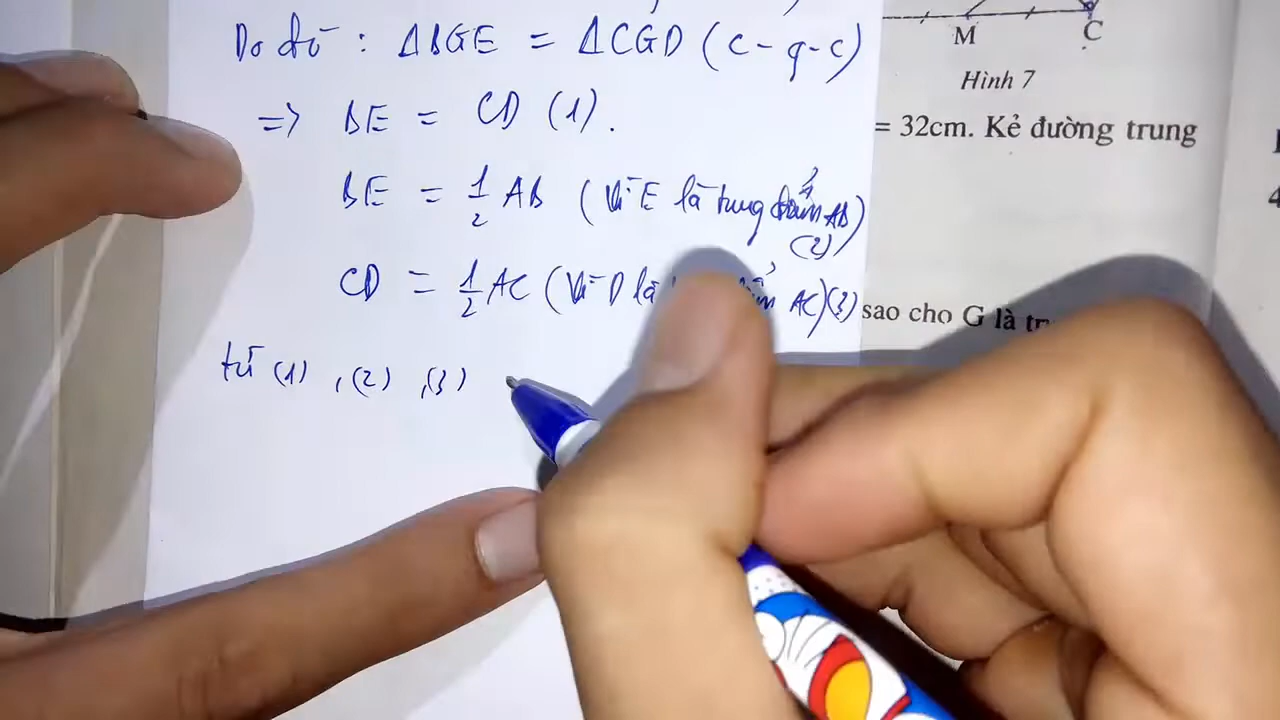 Do đó : ΔBGE = ΔCGD (c - g - c)
=> BE = CD (1).
BE = 1/2 AB (Vì E là trung điểm AB)
(2)
CD = 1/2 AC (Vì D là AC) (3)
từ (1) , (2) , (3)
M C
Hình 7
= 32cm. Kẻ đường trung
sao cho G là
4